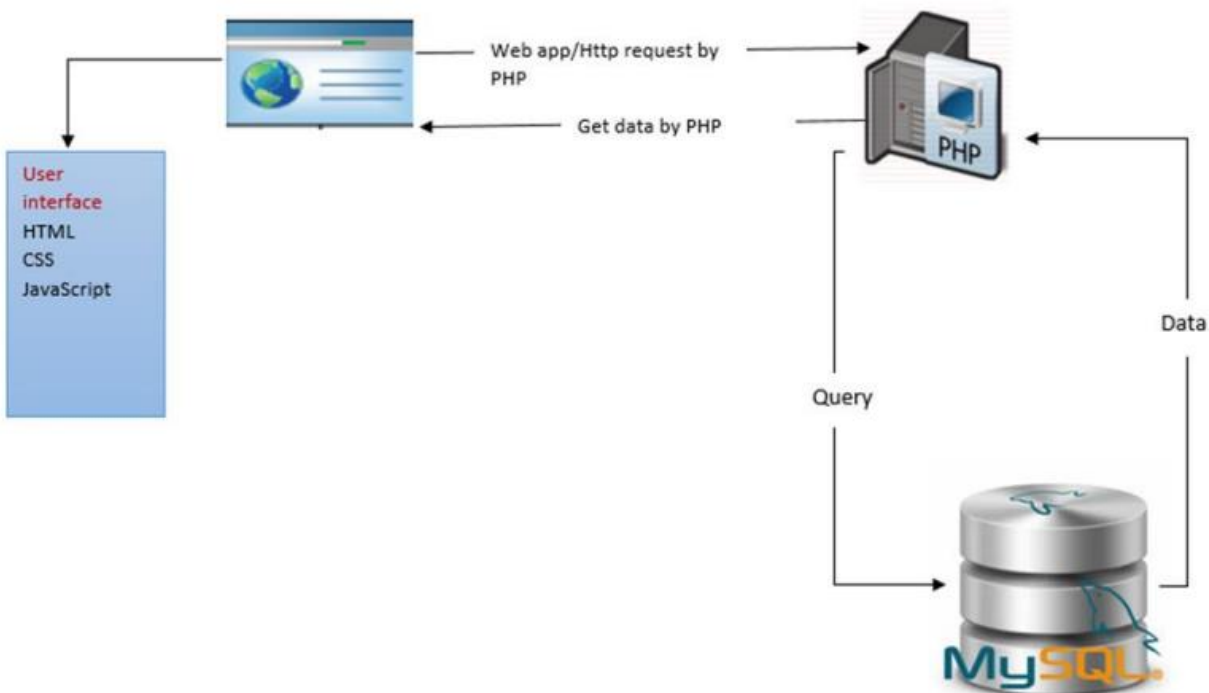 Web app/Http request by
PHP
Get data by PHP
PHP
User
interface
HTML
CSS
JavaScript
Data
Query
MySQL.